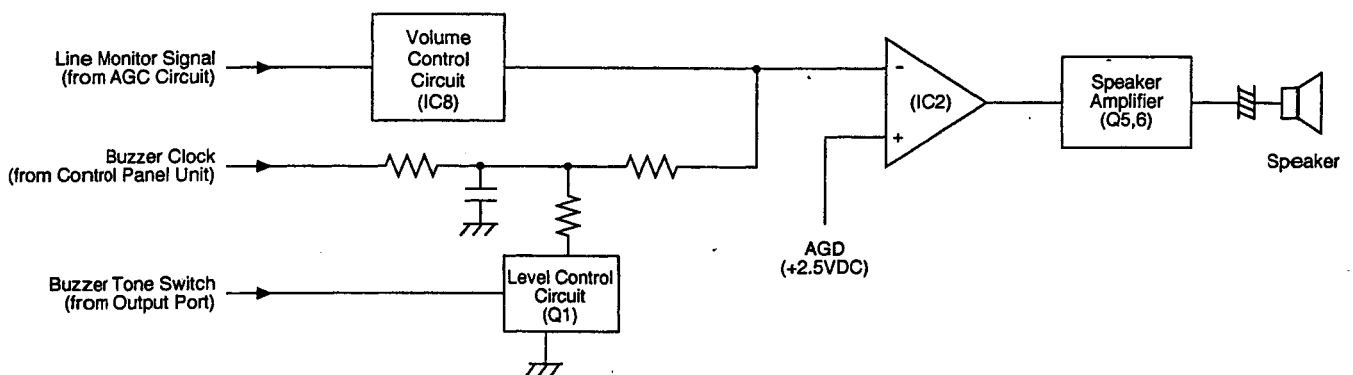 Line Monitor Signal
(from AGC Circuit)
Volume
Control
Circuit
(IC8)
-
(IC2)
+
Speaker
Amplifier
(Q5,6)
Speaker
Buzzer Clock
(from Control Panel Unit)
AGD
(+2.5VDC)
Buzzer Tone Switch
(from Output Port)
Level Control
Circuit
(Q1)